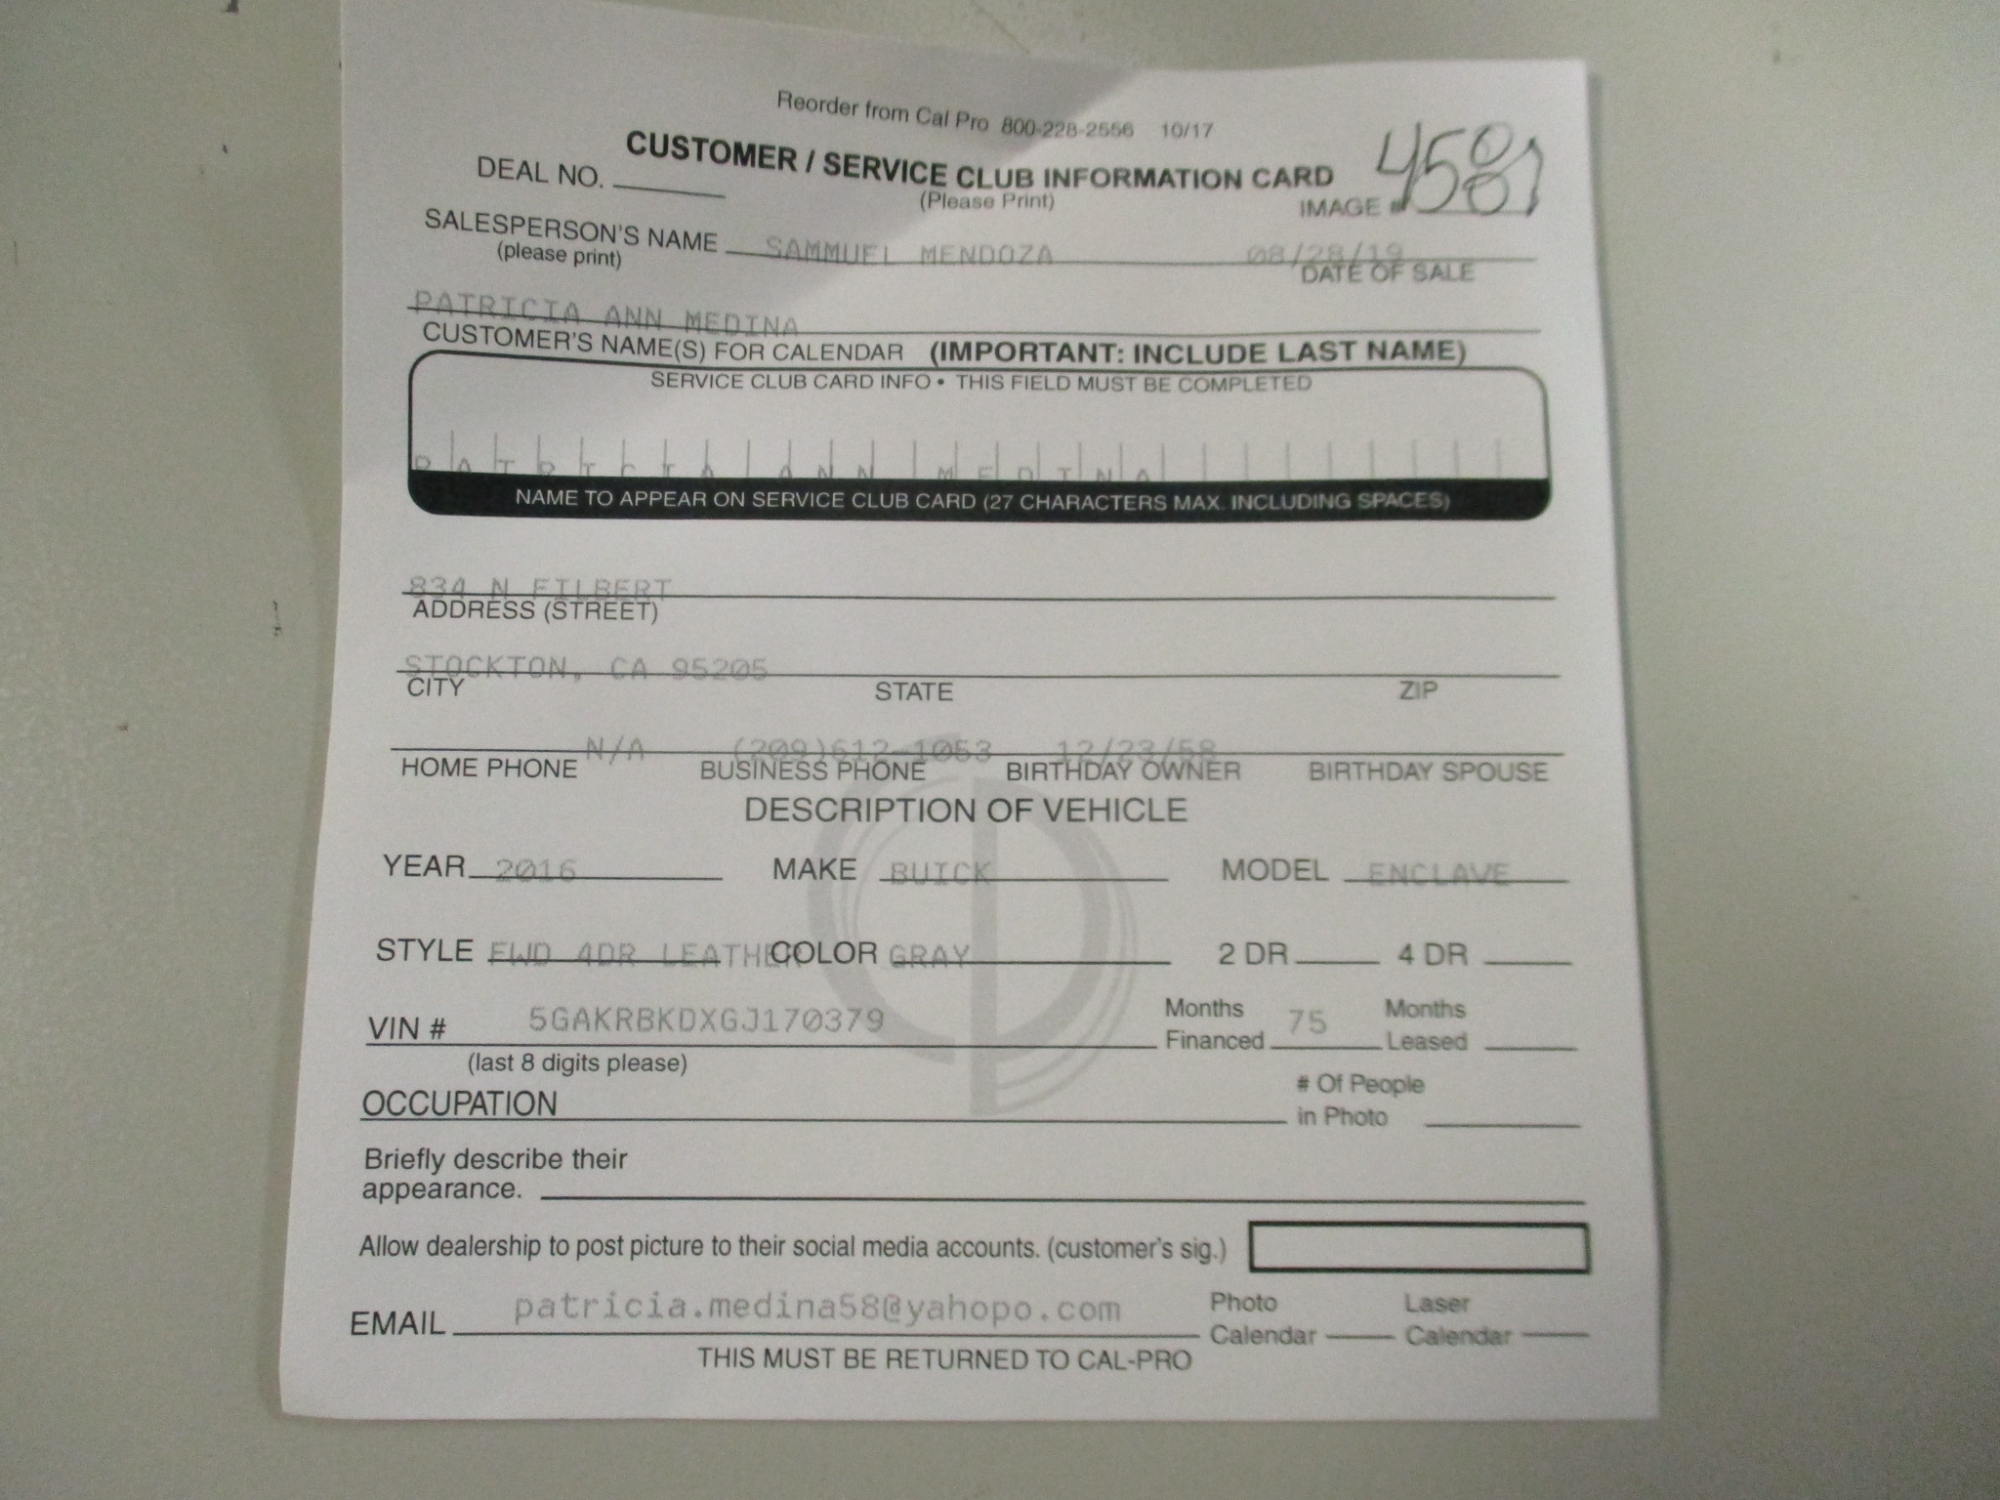 Reorder from Cal Pro 800-228-2556 10/17
CUSTOMER / SERVICE CLUB INFORMATION CARD
DEAL NO.
(Please Print)
IMAGE # 4581
SALESPERSON'S NAME SAMMUEL MENDOZA 08/28/19
(please print) DATE OF SALE
PATRICIA ANN MEDINA
CUSTOMER'S NAME(S) FOR CALENDAR (IMPORTANT: INCLUDE LAST NAME)
SERVICE CLUB CARD INFO • THIS FIELD MUST BE COMPLETED
PATRICIA ANN MEDINA
NAME TO APPEAR ON SERVICE CLUB CARD (27 CHARACTERS MAX. INCLUDING SPACES)
834 N FILBERT
ADDRESS (STREET)
STOCKTON, CA 95205
CITY STATE ZIP
N/A (209)612-1053 12/23/58
HOME PHONE BUSINESS PHONE BIRTHDAY OWNER BIRTHDAY SPOUSE
DESCRIPTION OF VEHICLE
YEAR 2016 MAKE BUICK MODEL ENCLAVE
STYLE FWD 4DR LEATHER COLOR GRAY 2 DR 4 DR
VIN # 5GAKRBKDXGJ170379 Months Financed 75 Months Leased
(last 8 digits please)
OCCUPATION # Of People in Photo
Briefly describe their
appearance.
Allow dealership to post picture to their social media accounts. (customer's sig.)
EMAIL patricia.medina58@yahopo.com Photo Calendar Laser Calendar
THIS MUST BE RETURNED TO CAL-PRO